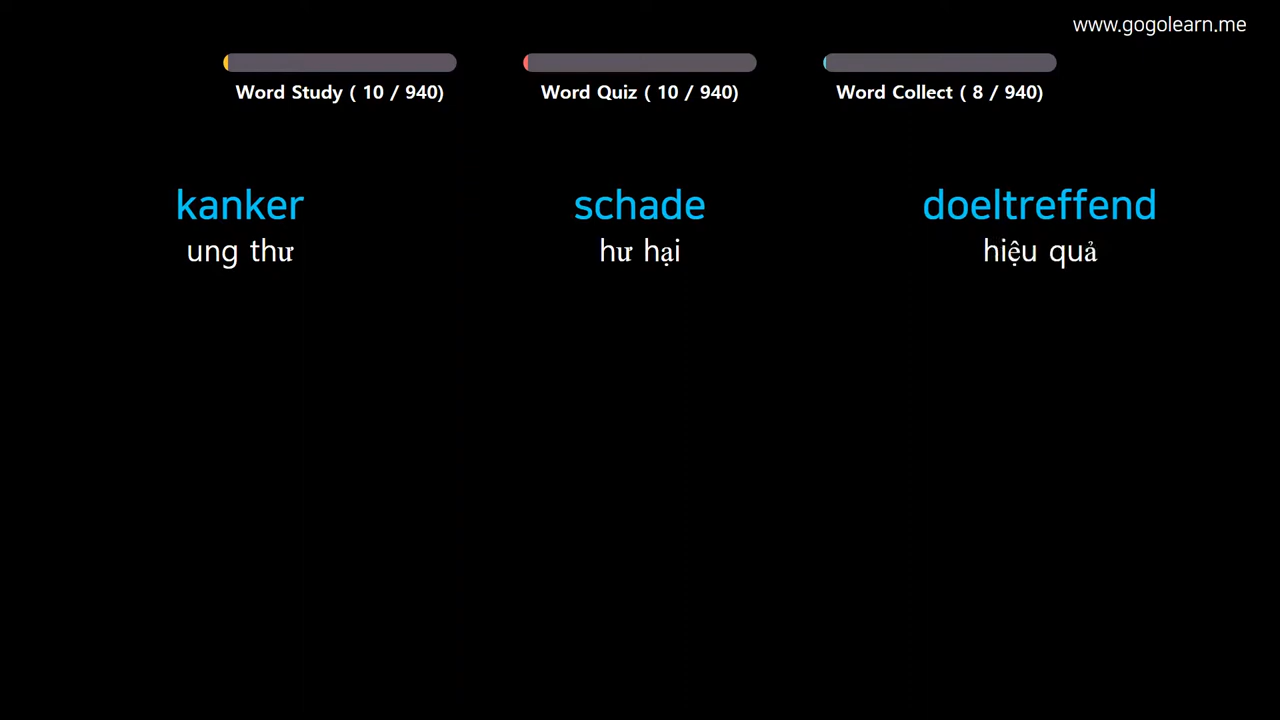 www.gogolearn.me
Word Study ( 10 / 940)
Word Quiz ( 10 / 940)
Word Collect ( 8 / 940)
kanker
ung thư
schade
hư hại
doeltreffend
hiệu quả